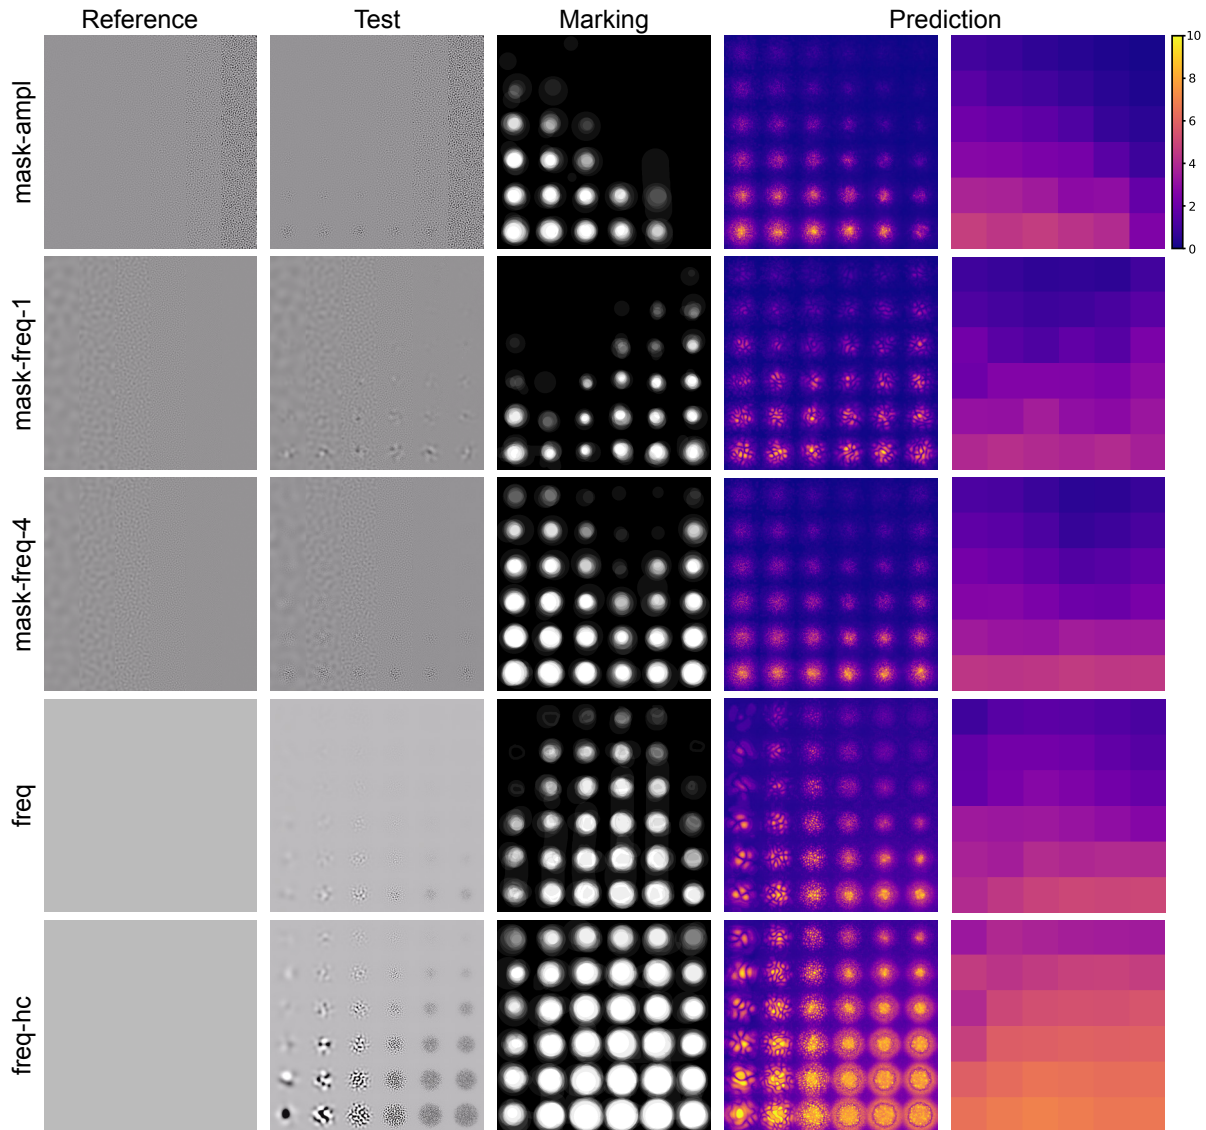 Reference Test Marking Prediction
mask-ampl
10
8
6
4
2
0
mask-freq-1
mask-freq-4
freq
freq-hc